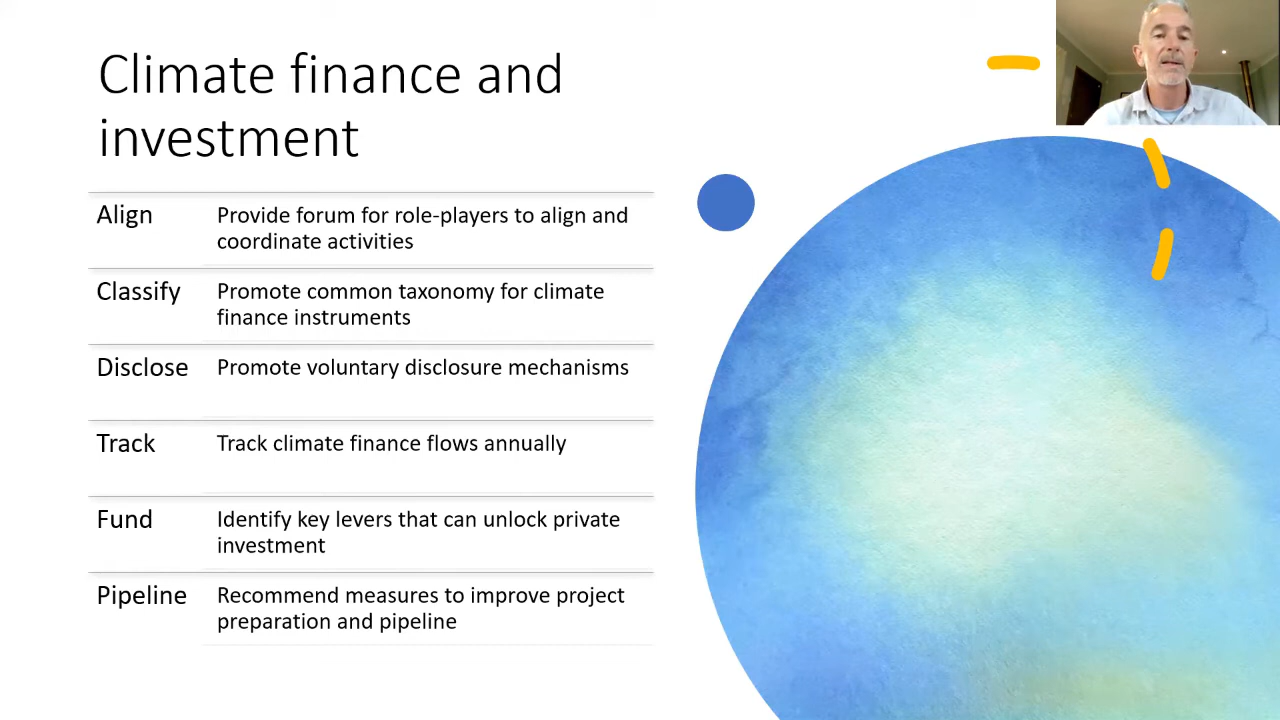 Climate finance and
investment
Align
Provide forum for role-players to align and
coordinate activities
Classify
Promote common taxonomy for climate
finance instruments
Disclose
Promote voluntary disclosure mechanisms
Track
Track climate finance flows annually
Fund
Identify key levers that can unlock private
investment
Pipeline
Recommend measures to improve project
preparation and pipeline